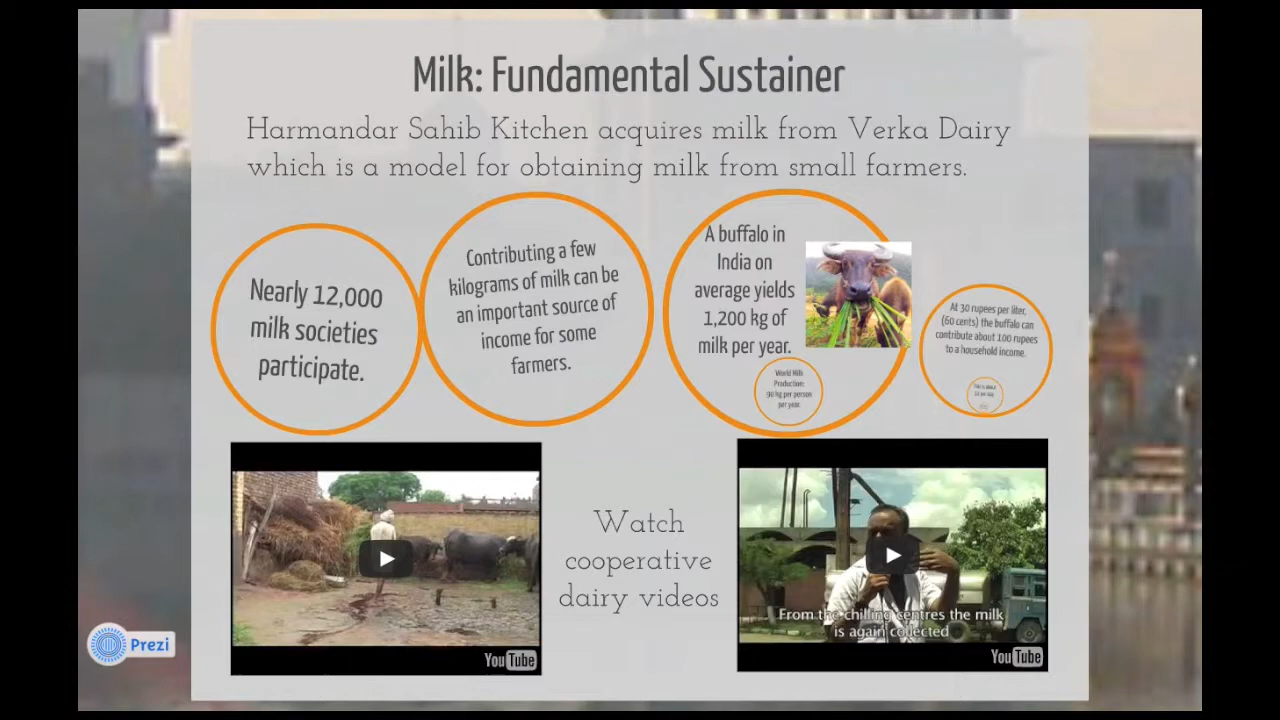 Milk: Fundamental Sustainer
Harmandar Sahib Kitchen acquires milk from Verka Dairy
which is a model for obtaining milk from small farmers.
Nearly 12,000
milk societies
participate.
Contributing a few
kilograms of milk can be
an important source of
income for some
farmers.
A buffalo in
India on
average yields
1,200 kg of
milk per year.
World Milk
Production:
90 kg per person
per year.
At 30 rupees per liter,
(60 cents) the buffalo can
contribute about 100 rupees
to a household income.
Watch
cooperative
dairy videos
From the chilling centres the milk
is again collected
YouTube
YouTube
Prezi